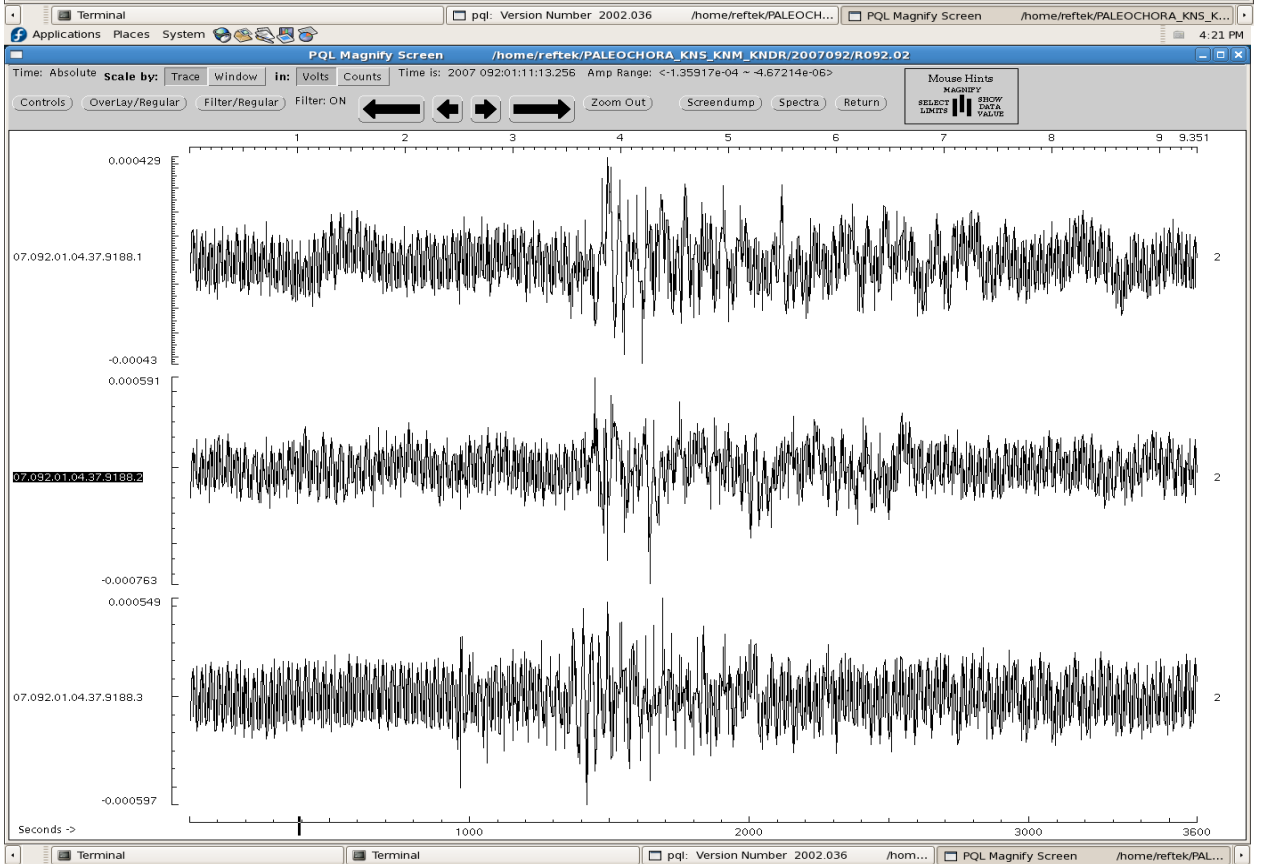 Terminal pql: Version Number 2002.036 /home/reftek/PALEOCH... PQL Magnify Screen /home/reftek/PALEOCHORA_KNS_K...
Applications Places System 4:21 PM
PQL Magnify Screen /home/reftek/PALEOCHORA_KNS_KNM_KNDR/2007092/R092.02
Time: Absolute Scale by: Trace Window in: Volts Counts Time is: 2007 092:01:11:13.256 Amp Range: <-1.35917e-04 ~ -4.67214e-06>
Controls OverLay/Regular Filter/Regular Filter: ON Zoom Out Screendump Spectra Return
Mouse Hints
MAGNIFY
SELECT SHOW
LIMITS DATA
VALUE
1 2 3 4 5 6 7 8 9 9.351
0.000429
07.092.01.04.37.9188.1 2
-0.00043
0.000591
07.092.01.04.37.9188.2 2
-0.000763
0.000549
07.092.01.04.37.9188.3 2
-0.000597
Seconds -> 1000 2000 3000 3600
Terminal Terminal pql: Version Number 2002.036 /hom... PQL Magnify Screen /home/reftek/PAL...